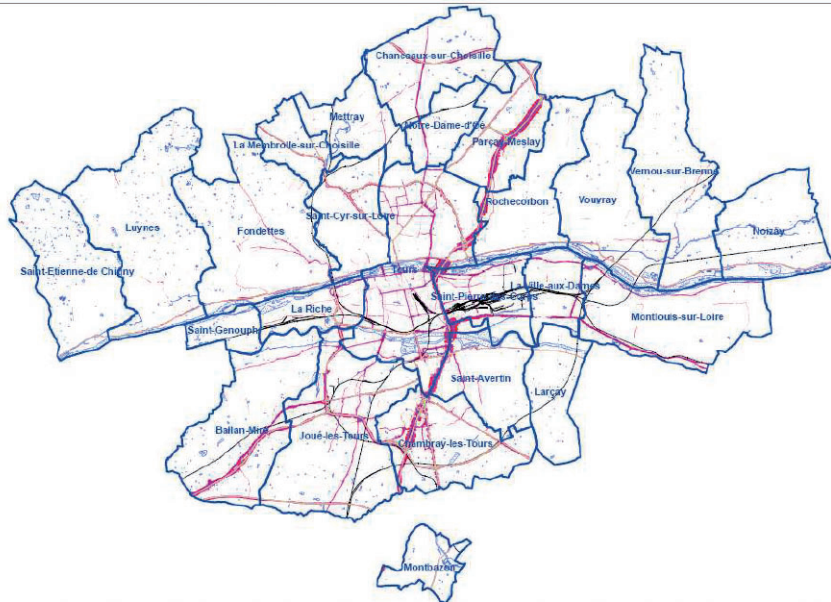 Chanceaux-sur-Choisille
Mettray
Notre-Dame-d'Oé
La Membrolle-sur-Choisille
Parçay-Meslay
Vernou-sur-Brenne
Rochecorbon
Vouvray
Saint-Cyr-sur-Loire
Luynes
Fondettes
Noizay
Saint-Etienne-de Chigny
Tours
La Ville-aux-Dames
Saint-Pierre-des-Corps
La Riche
Montlouis-sur-Loire
Saint-Genouph
Saint-Avertin
Larçay
Ballan-Miré
Joué-les-Tours
Chambray-les-Tours
Montbazon